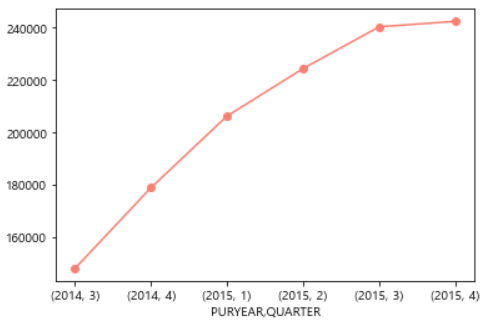 240000
220000
200000
180000
160000
(2014, 3) (2014, 4) (2015, 1) (2015, 2) (2015, 3) (2015, 4)
PURYEAR,QUARTER